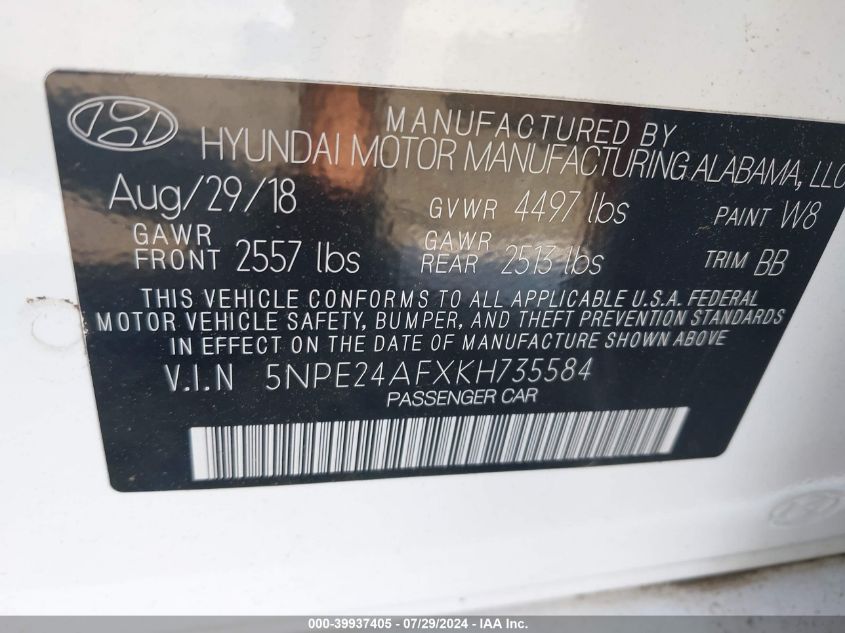 MANUFACTURED BY
HYUNDAI MOTOR MANUFACTURING ALABAMA, LLC
Aug/29/18 GVWR 4497 lbs PAINT W8
GAWR FRONT 2557 lbs GAWR REAR 2513 lbs TRIM BB
THIS VEHICLE CONFORMS TO ALL APPLICABLE U.S.A. FEDERAL
MOTOR VEHICLE SAFETY, BUMPER, AND THEFT PREVENTION STANDARDS
IN EFFECT ON THE DATE OF MANUFACTURE SHOWN ABOVE.
V.I.N 5NPE24AFXKH735584
PASSENGER CAR
000-39937405 - 07/29/2024 - IAA Inc.